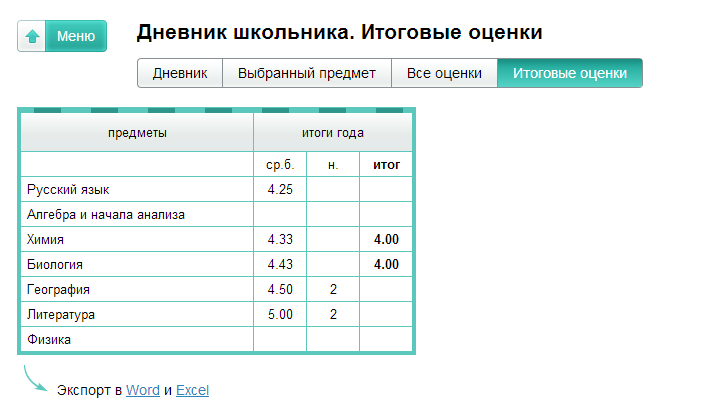 Меню
Дневник школьника. Итоговые оценки
Дневник Выбранный предмет Все оценки Итоговые оценки
предметы итоги года
ср.б. н. итог
Русский язык 4.25
Алгебра и начала анализа
Химия 4.33 4.00
Биология 4.43 4.00
География 4.50 2
Литература 5.00 2
Физика
Экспорт в Word и Excel